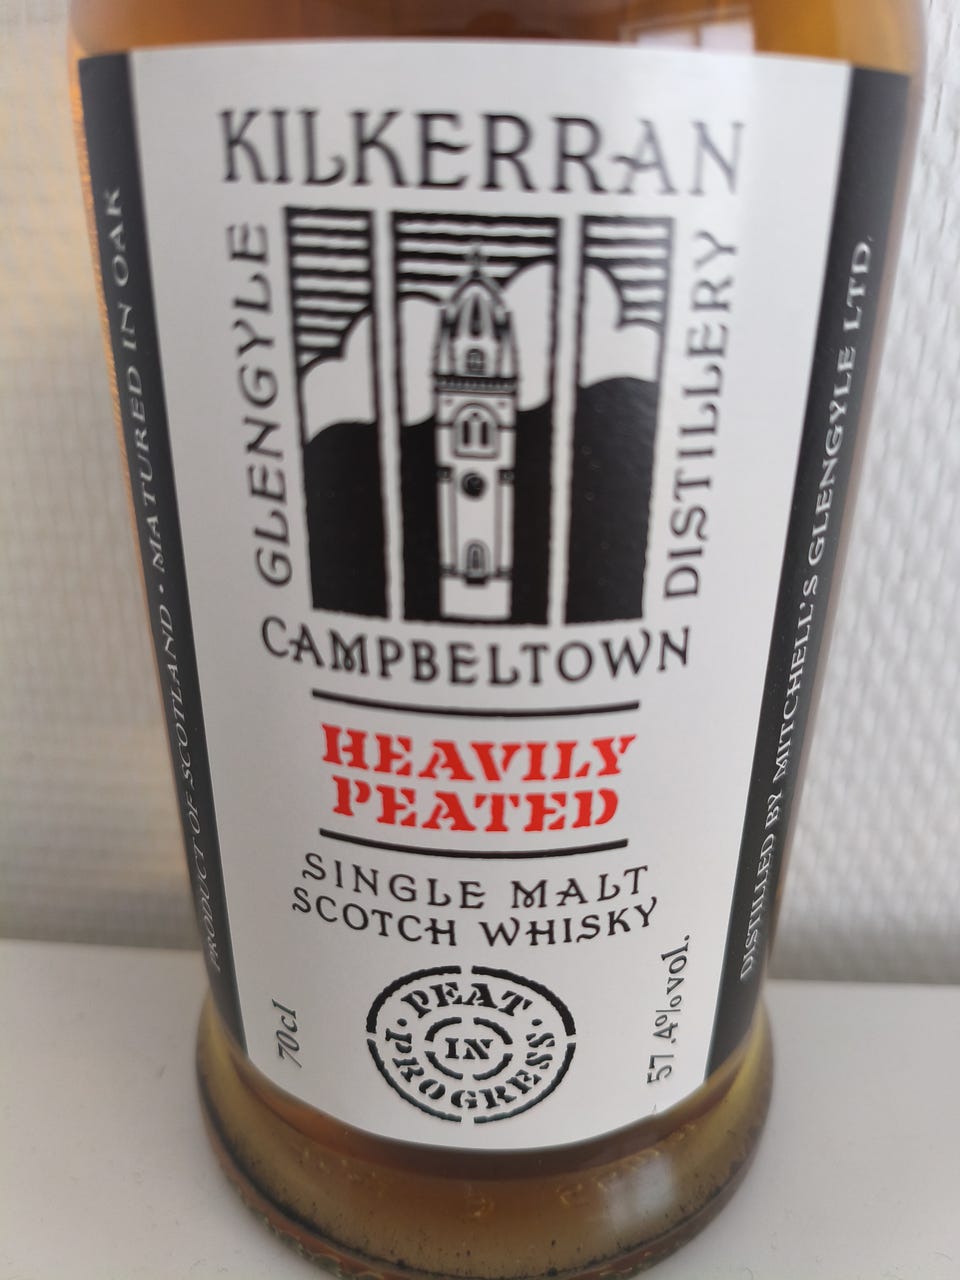 KILKERRAN
GLENGYLE
DISTILLERY
CAMPBELTOWN
HEAVILY
PEATED
SINGLE MALT
SCOTCH WHISKY
PEAT
IN
PROGRESS
70cl
57.4%vol.
PRODUCT OF SCOTLAND • MATURED IN OAK
DISTILLED BY MITCHELL'S GLENGYLE LTD.